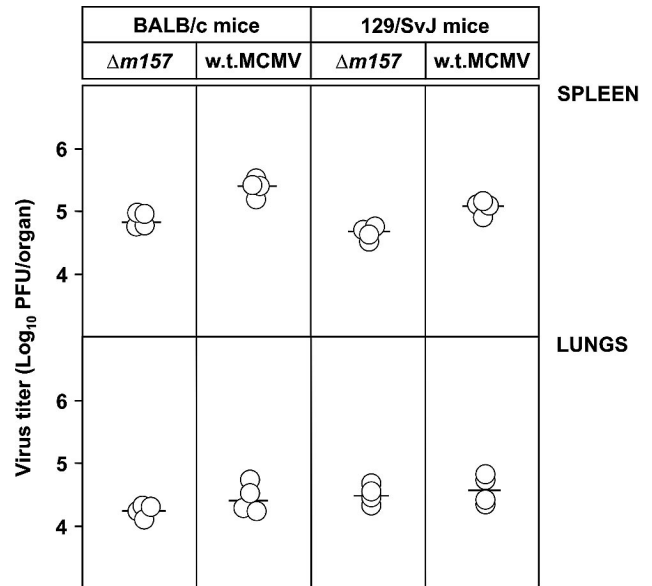 BALB/c mice 129/SvJ mice
Δm157 w.t.MCMV Δm157 w.t.MCMV
SPLEEN
6
5
4
LUNGS
6
5
4
Virus titer (Log10 PFU/organ)